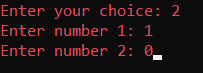 Enter your choice: 2
Enter number 1: 1
Enter number 2: 0